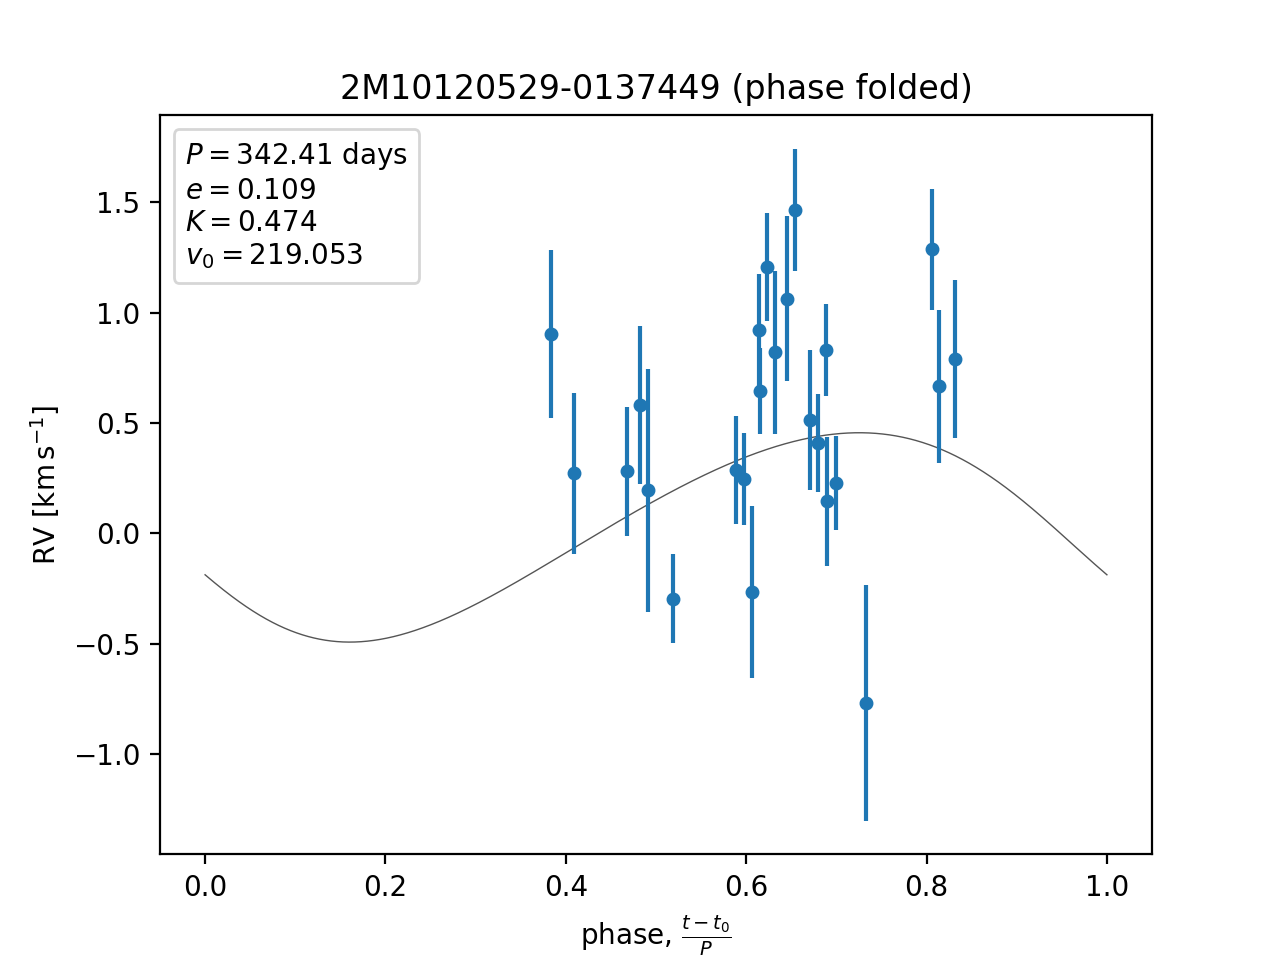 2M10120529-0137449 (phase folded)
P = 342.41 days
e = 0.109
K = 0.474
v₀ = 219.053
1.5
1.0
0.5
0.0
−0.5
−1.0
RV [km s⁻¹]
0.0 0.2 0.4 0.6 0.8 1.0
phase, (t − t₀)/P